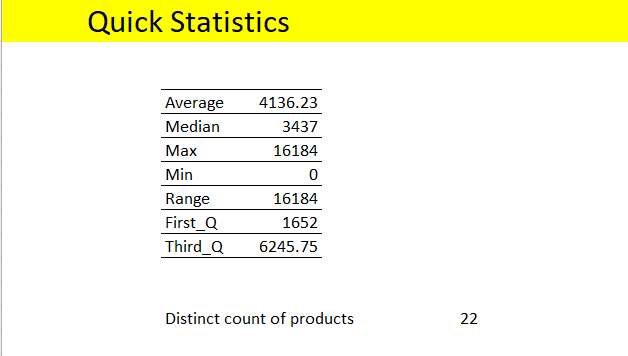 Quick Statistics
Average 4136.23
Median 3437
Max 16184
Min 0
Range 16184
First_Q 1652
Third_Q 6245.75
Distinct count of products 22